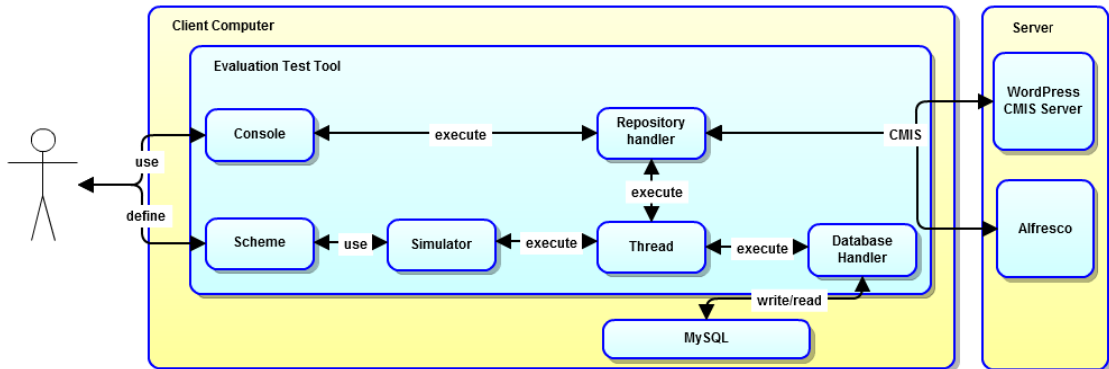 Client Computer
Server
Evaluation Test Tool
WordPress
CMIS Server
Console
execute
Repository
handler
CMIS
use
execute
define
Scheme
use
Simulator
execute
Thread
execute
Database
Handler
Alfresco
write/read
MySQL